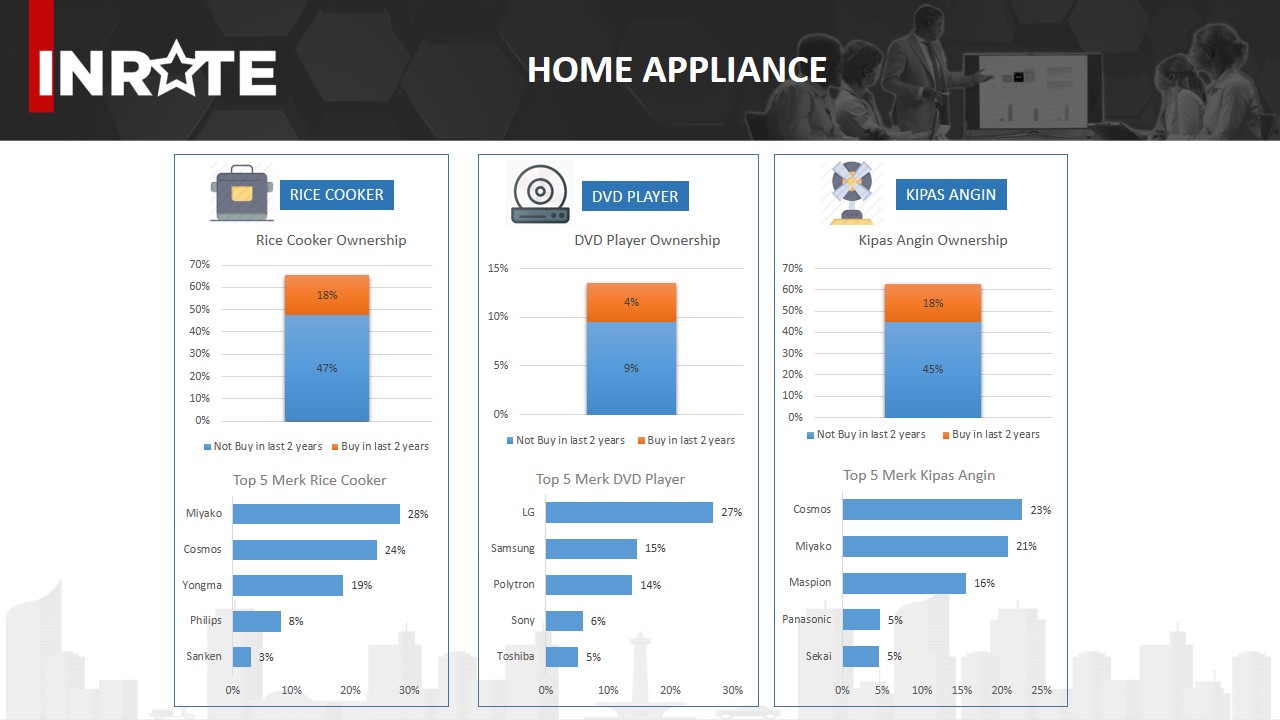 INR★TE
HOME APPLIANCE
RICE COOKER
Rice Cooker Ownership
70%
60%
50%
40%
30%
20%
10%
0%
18%
47%
Not Buy in last 2 years Buy in last 2 years
Top 5 Merk Rice Cooker
Miyako 28%
Cosmos 24%
Yongma 19%
Philips 8%
Sanken 3%
0% 10% 20% 30%
DVD PLAYER
DVD Player Ownership
15%
10%
5%
0%
4%
9%
Not Buy in last 2 years Buy in last 2 years
Top 5 Merk DVD Player
LG 27%
Samsung 15%
Polytron 14%
Sony 6%
Toshiba 5%
0% 10% 20% 30%
KIPAS ANGIN
Kipas Angin Ownership
70%
60%
50%
40%
30%
20%
10%
0%
18%
45%
Not Buy in last 2 years Buy in last 2 years
Top 5 Merk Kipas Angin
Cosmos 23%
Miyako 21%
Maspion 16%
Panasonic 5%
Sekai 5%
0% 5% 10% 15% 20% 25%